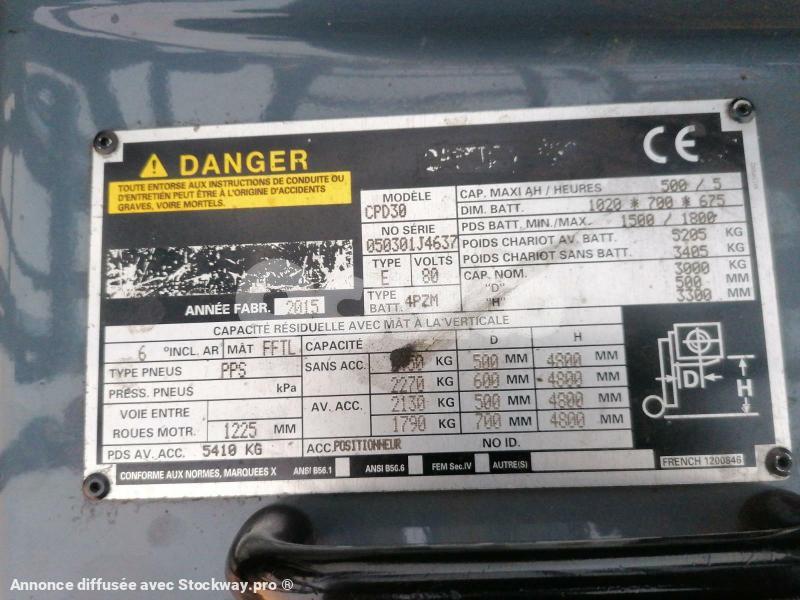 DANGER
TOUTE ENTORSE AUX INSTRUCTIONS DE CONDUITE OU
D'ENTRETIEN PEUT ÊTRE À L'ORIGINE D'ACCIDENTS
GRAVES, VOIRE MORTELS.
CE
MODÈLE
CPD30
NO SÉRIE
050301J4637
TYPE E
VOLTS 80
TYPE BATT. 4PZM
ANNÉE FABR. 2015
CAP. MAXI AH / HEURES 500 / 5
DIM. BATT. 1020 * 700 * 675
PDS BATT. MIN./MAX. 1500 / 1800
POIDS CHARIOT AV. BATT. 5205 KG
POIDS CHARIOT SANS BATT. 3405 KG
CAP. NOM. 3000 KG
"D" 500 MM
"H" 3300 MM
CAPACITÉ RÉSIDUELLE AVEC MÂT À LA VERTICALE
6 °INCL. AR MÂT FFTL CAPACITÉ D H
TYPE PNEUS PPS
PRESS. PNEUS kPa
VOIE ENTRE
ROUES MOTR. 1225 MM
PDS AV. ACC. 5410 KG
SANS ACC. KG 500 MM 4800 MM
2270 KG 600 MM 4800 MM
AV. ACC. 2130 KG 500 MM 4800 MM
1790 KG 700 MM 4800 MM
ACC. POSITIONNEUR NO ID.
D
H
CONFORME AUX NORMES, MARQUEES X ANSI B56.1 ANSI B56.6 FEM Sec.IV AUTRE(S)
FRENCH 1200846
Annonce diffusée avec Stockway.pro ®